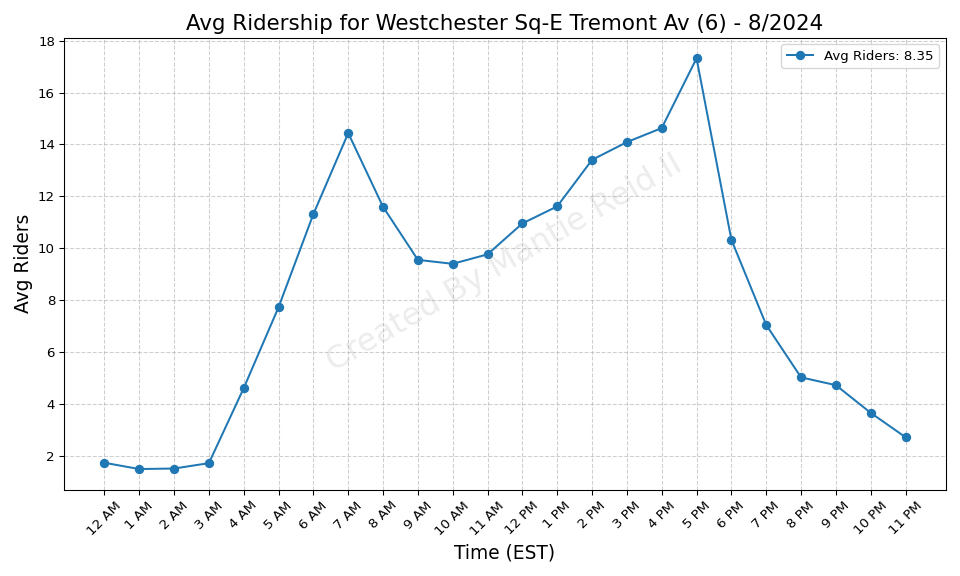 Avg Ridership for Westchester Sq-E Tremont Av (6) - 8/2024
Avg Riders: 8.35
18
16
14
12
10
8
6
4
2
Avg Riders
Created By Mantie Reid II
12 AM
1 AM
2 AM
3 AM
4 AM
5 AM
6 AM
7 AM
8 AM
9 AM
10 AM
11 AM
12 PM
1 PM
2 PM
3 PM
4 PM
5 PM
6 PM
7 PM
8 PM
9 PM
10 PM
11 PM
Time (EST)